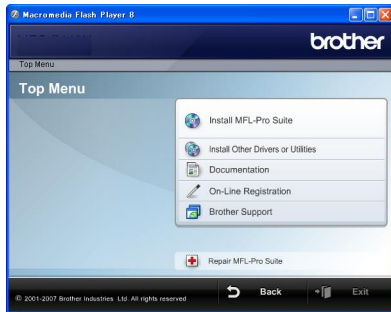 Macromedia Flash Player 8
brother
Top Menu
Top Menu
Install MFL-Pro Suite
Install Other Drivers or Utilities
Documentation
On-Line Registration
Brother Support
Repair MFL-Pro Suite
© 2001-2007 Brother Industries Ltd. All rights reserved
Back
Exit